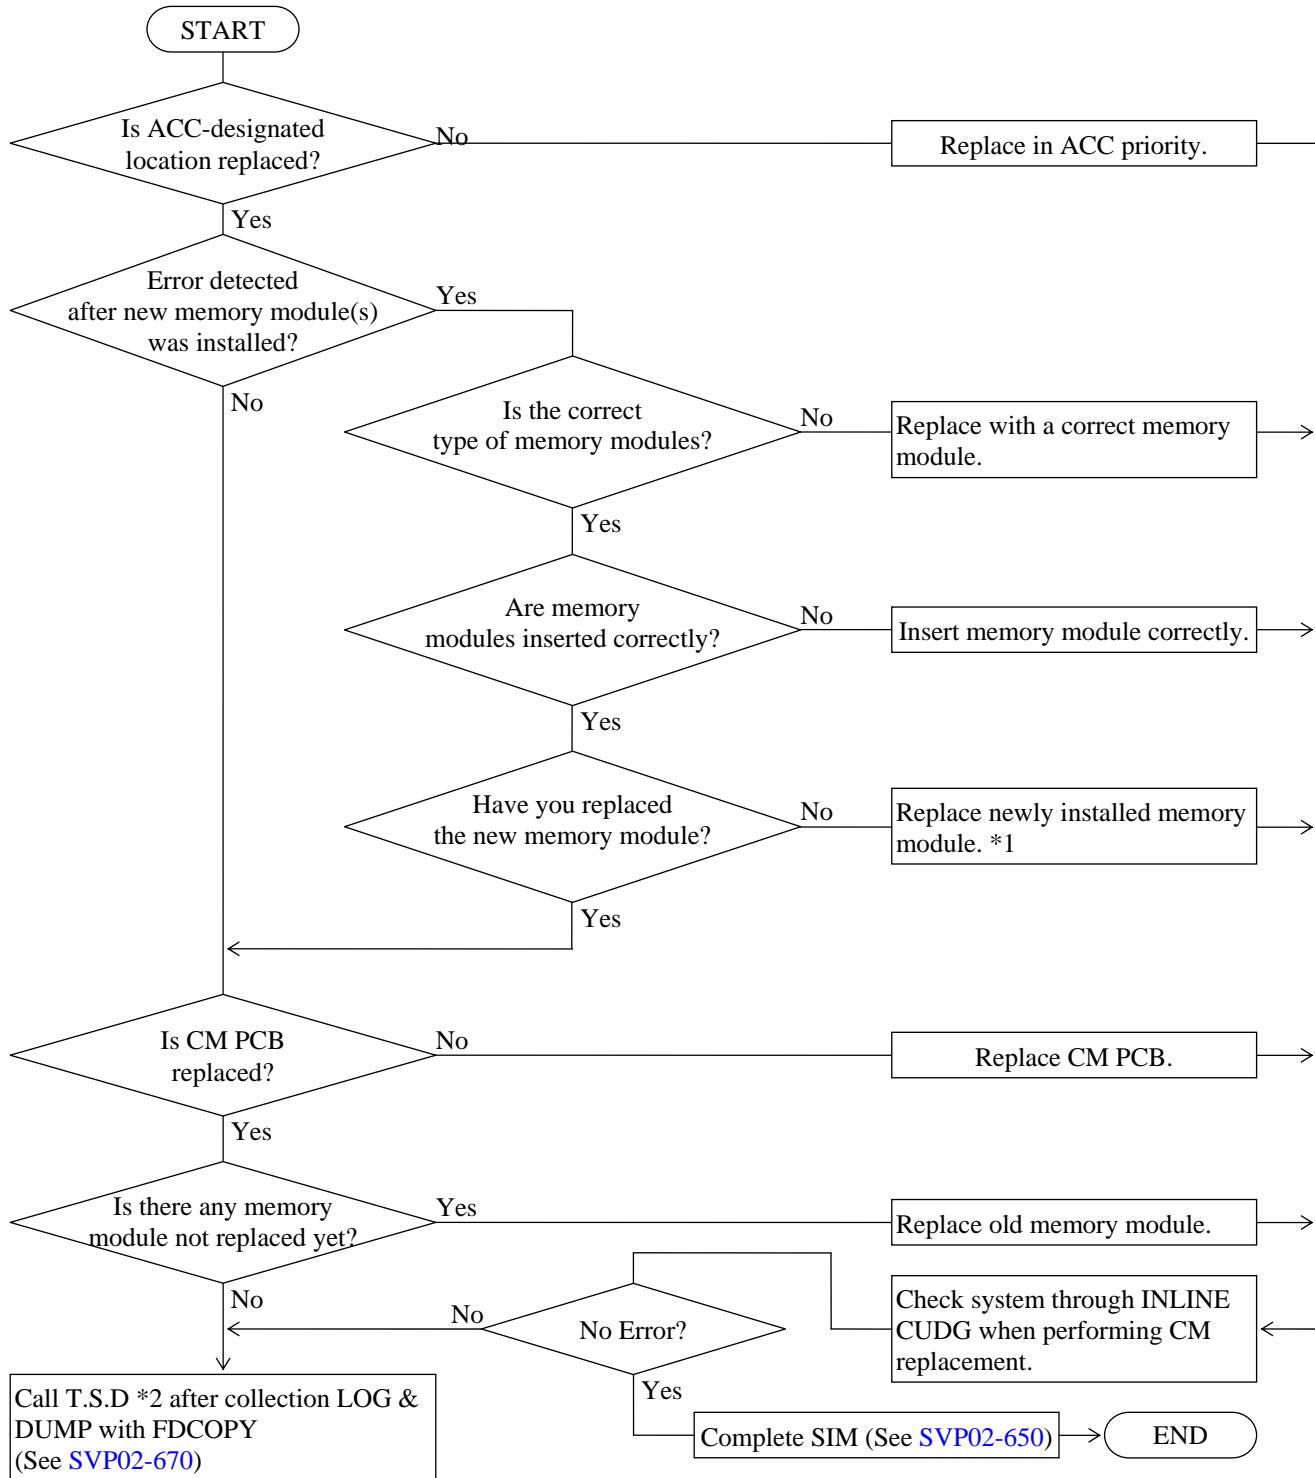 START
Is ACC-designated
location replaced?
No
Replace in ACC priority.
Yes
Error detected
after new memory module(s)
was installed?
Yes
No
Is the correct
type of memory modules?
No
Replace with a correct memory
module.
Yes
Are memory
modules inserted correctly?
No
Insert memory module correctly.
Yes
Have you replaced
the new memory module?
No
Replace newly installed memory
module. *1
Yes
Is CM PCB
replaced?
No
Replace CM PCB.
Yes
Is there any memory
module not replaced yet?
Yes
Replace old memory module.
No
Check system through INLINE
CUDG when performing CM
replacement.
No Error?
No
Yes
Call T.S.D *2 after collection LOG &
DUMP with FDCOPY
(See SVP02-670)
Complete SIM (See SVP02-650)
END